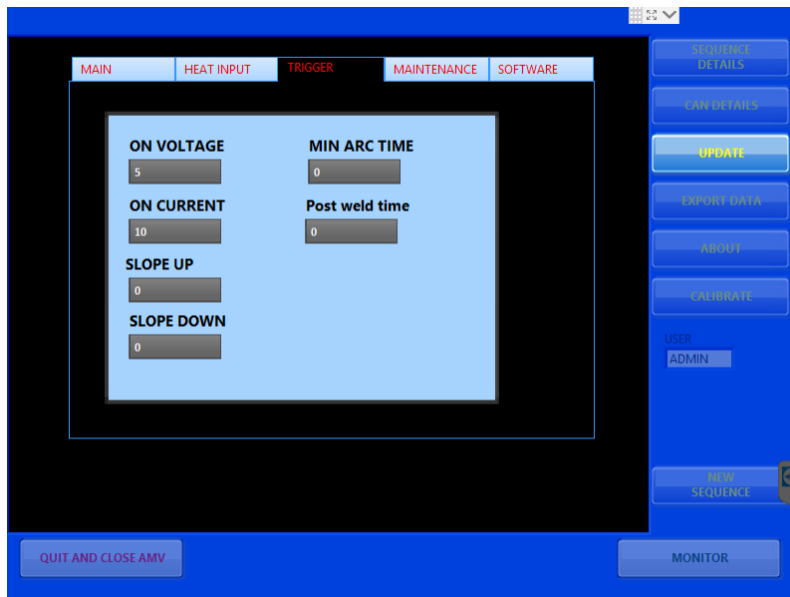 MAIN
HEAT INPUT
TRIGGER
MAINTENANCE
SOFTWARE
ON VOLTAGE
5
MIN ARC TIME
0
ON CURRENT
10
Post weld time
0
SLOPE UP
0
SLOPE DOWN
0
SEQUENCE
DETAILS
CAN DETAILS
UPDATE
EXPORT DATA
ABOUT
CALIBRATE
USER
ADMIN
NEW
SEQUENCE
QUIT AND CLOSE AMV
MONITOR